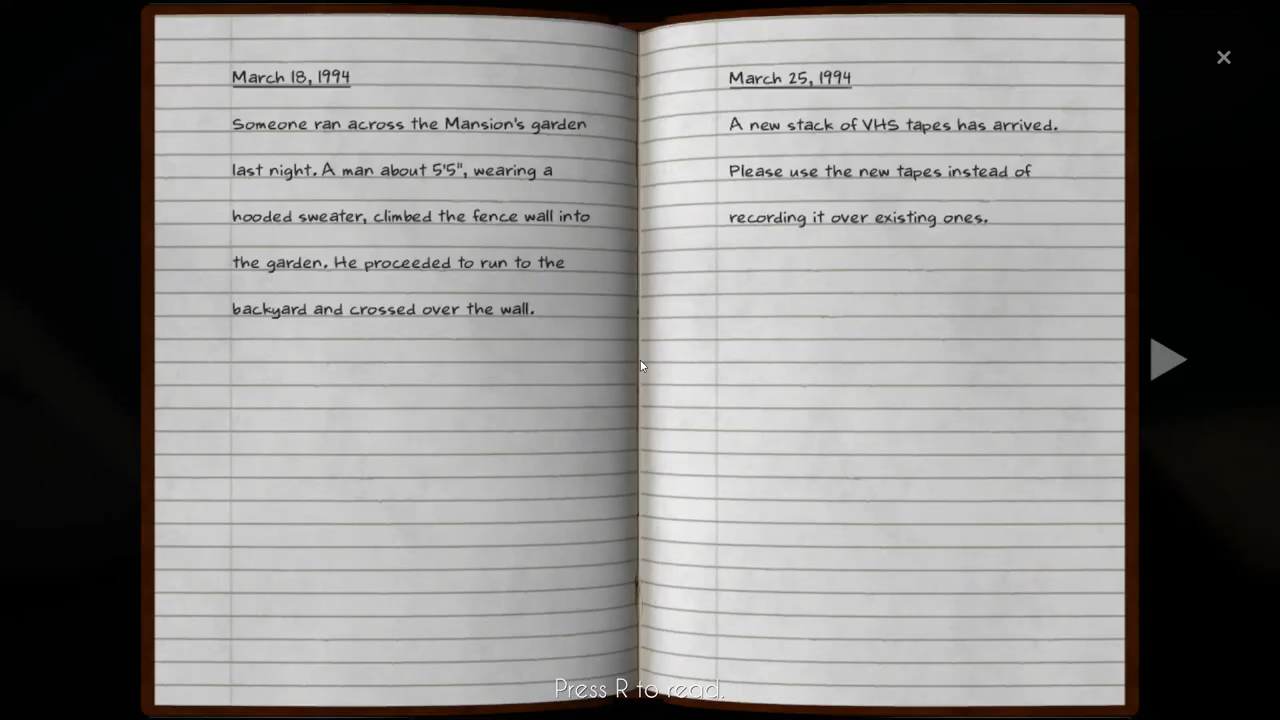 March 18, 1994
Someone ran across the Mansion's garden
last night. A man about 5'5", wearing a
hooded sweater, climbed the fence wall into
the garden. He proceeded to run to the
backyard and crossed over the wall.
March 25, 1994
A new stack of VHS tapes has arrived.
Please use the new tapes instead of
recording it over existing ones.
Press R to read.